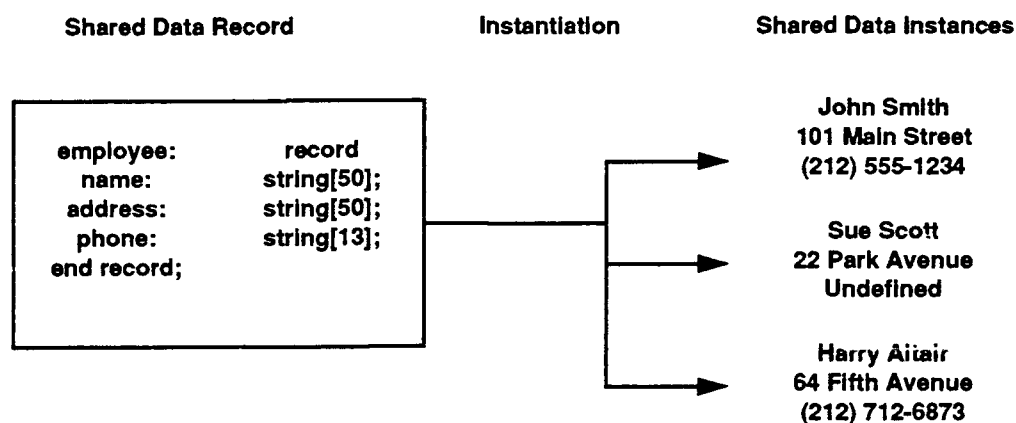 Shared Data Record Instantiation Shared Data Instances
employee: record
name: string[50];
address: string[50];
phone: string[13];
end record;
John Smith
101 Main Street
(212) 555-1234
Sue Scott
22 Park Avenue
Undefined
Harry
64 Fifth Avenue
(212) 712-6873